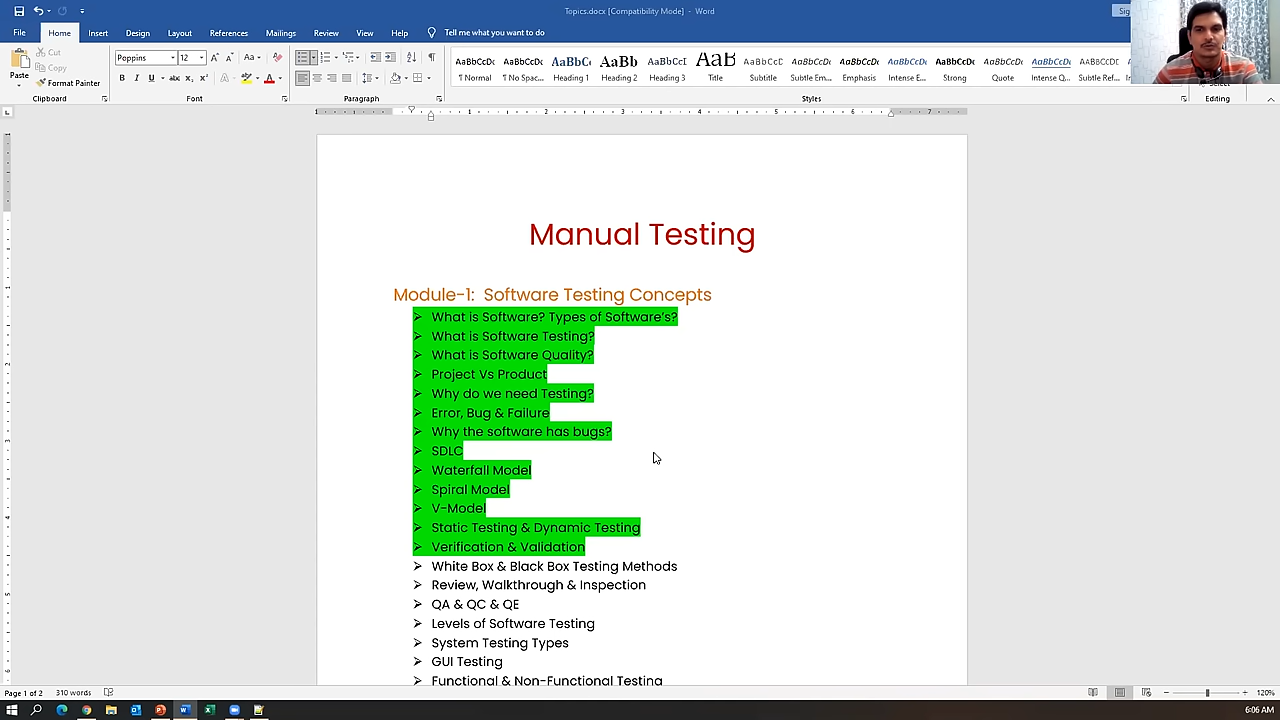 Topics.docx [Compatibility Mode] - Word
File Home Insert Design Layout References Mailings Review View Help Tell me what you want to do
Paste
Cut
Copy
Format Painter
Poppins 12
¶ Normal
¶ No Spac...
Heading 1
Heading 2
Heading 3
Title
Subtitle
Subtle Em...
Emphasis
Intense E...
Strong
Quote
Intense Q...
Subtle Ref...
Clipboard Font Paragraph Styles Editing
Manual Testing
Module-1: Software Testing Concepts
➢ What is Software? Types of Software's?
➢ What is Software Testing?
➢ What is Software Quality?
➢ Project Vs Product
➢ Why do we need Testing?
➢ Error, Bug & Failure
➢ Why the software has bugs?
➢ SDLC
➢ Waterfall Model
➢ Spiral Model
➢ V-Model
➢ Static Testing & Dynamic Testing
➢ Verification & Validation
➢ White Box & Black Box Testing Methods
➢ Review, Walkthrough & Inspection
➢ QA & QC & QE
➢ Levels of Software Testing
➢ System Testing Types
➢ GUI Testing
➢ Functional & Non-Functional Testing
Page 1 of 2 310 words 120%
6:06 AM